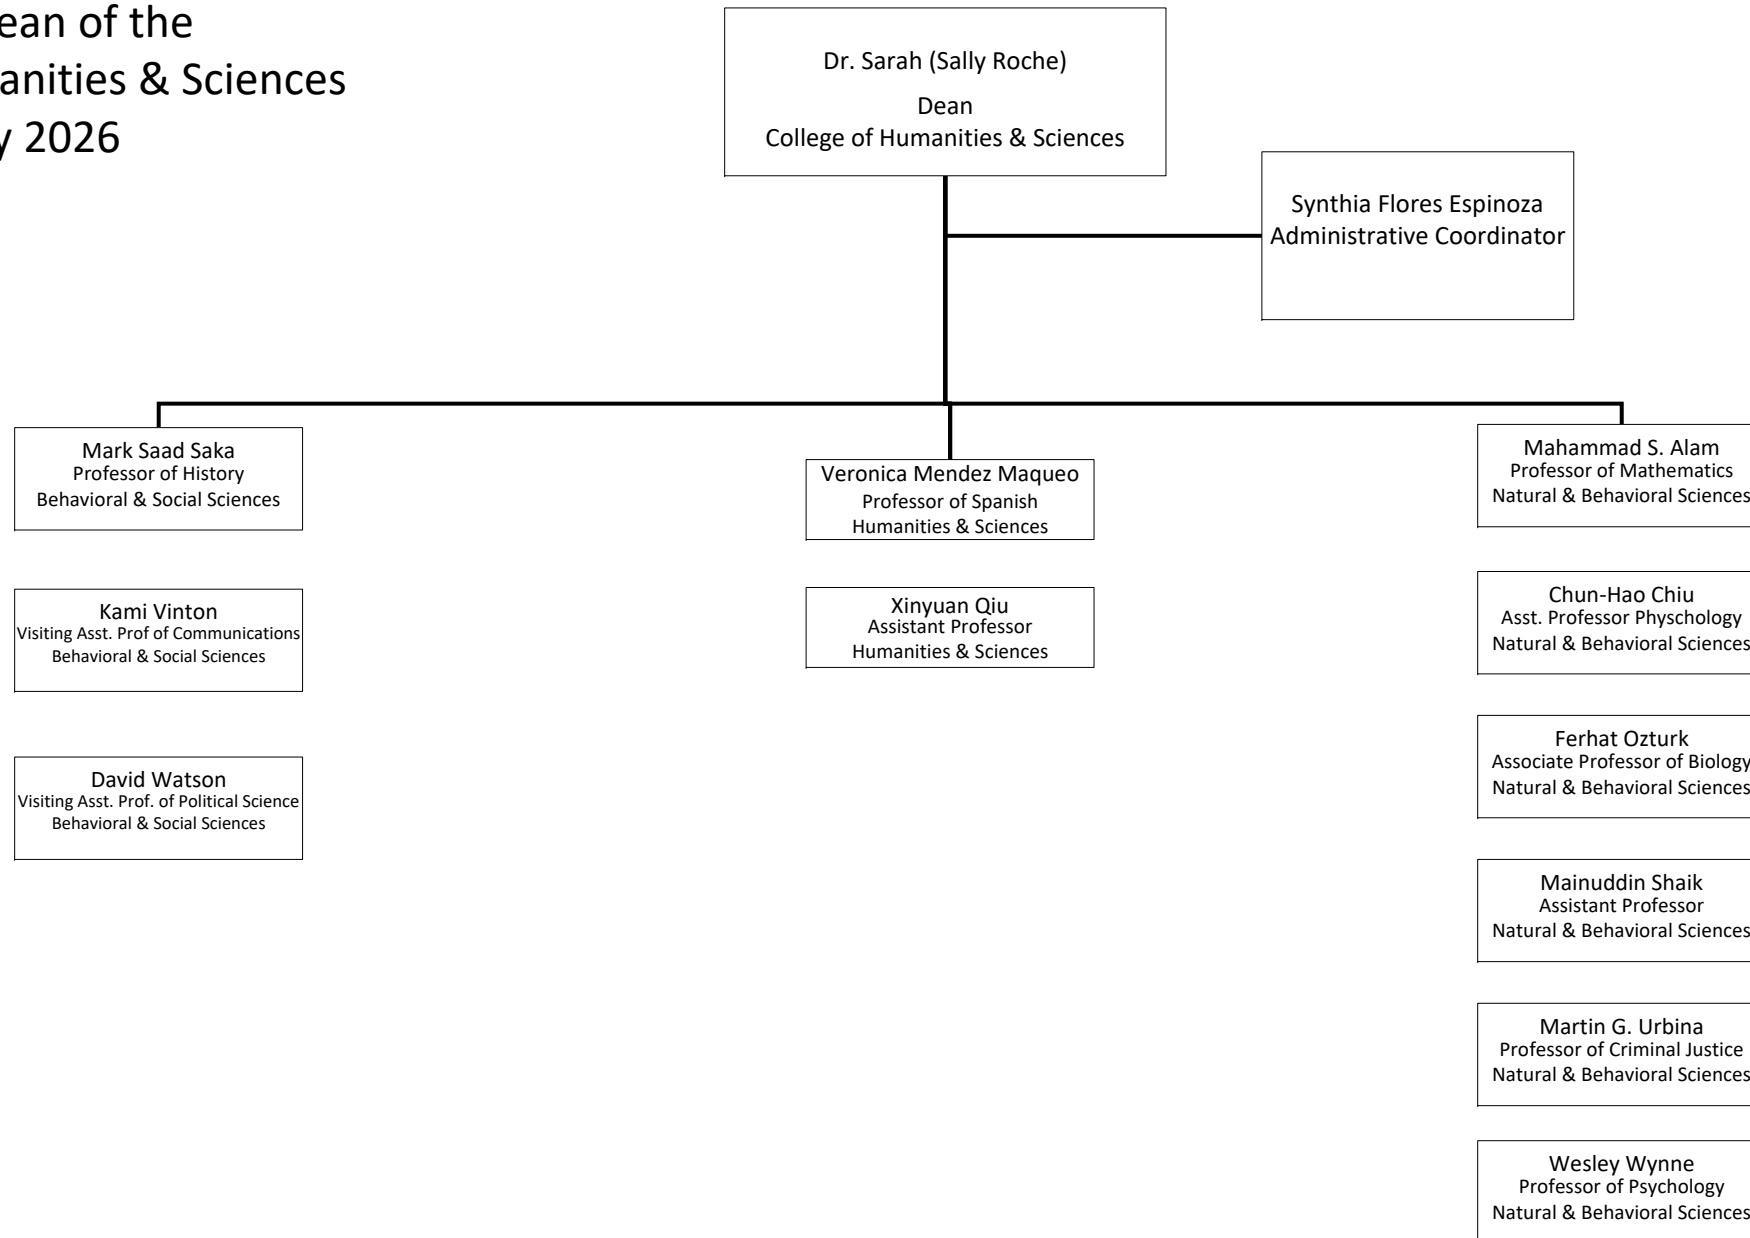 ean of the
anities & Sciences
y 2026
Dr. Sarah (Sally Roche)
Dean
College of Humanities & Sciences
Synthia Flores Espinoza
Administrative Coordinator
Mark Saad Saka
Professor of History
Behavioral & Social Sciences
Kami Vinton
Visiting Asst. Prof of Communications
Behavioral & Social Sciences
David Watson
Visiting Asst. Prof. of Political Science
Behavioral & Social Sciences
Veronica Mendez Maqueo
Professor of Spanish
Humanities & Sciences
Xinyuan Qiu
Assistant Professor
Humanities & Sciences
Mahammad S. Alam
Professor of Mathematics
Natural & Behavioral Sciences
Chun-Hao Chiu
Asst. Professor Physchology
Natural & Behavioral Sciences
Ferhat Ozturk
Associate Professor of Biology
Natural & Behavioral Sciences
Mainuddin Shaik
Assistant Professor
Natural & Behavioral Sciences
Martin G. Urbina
Professor of Criminal Justice
Natural & Behavioral Sciences
Wesley Wynne
Professor of Psychology
Natural & Behavioral Sciences